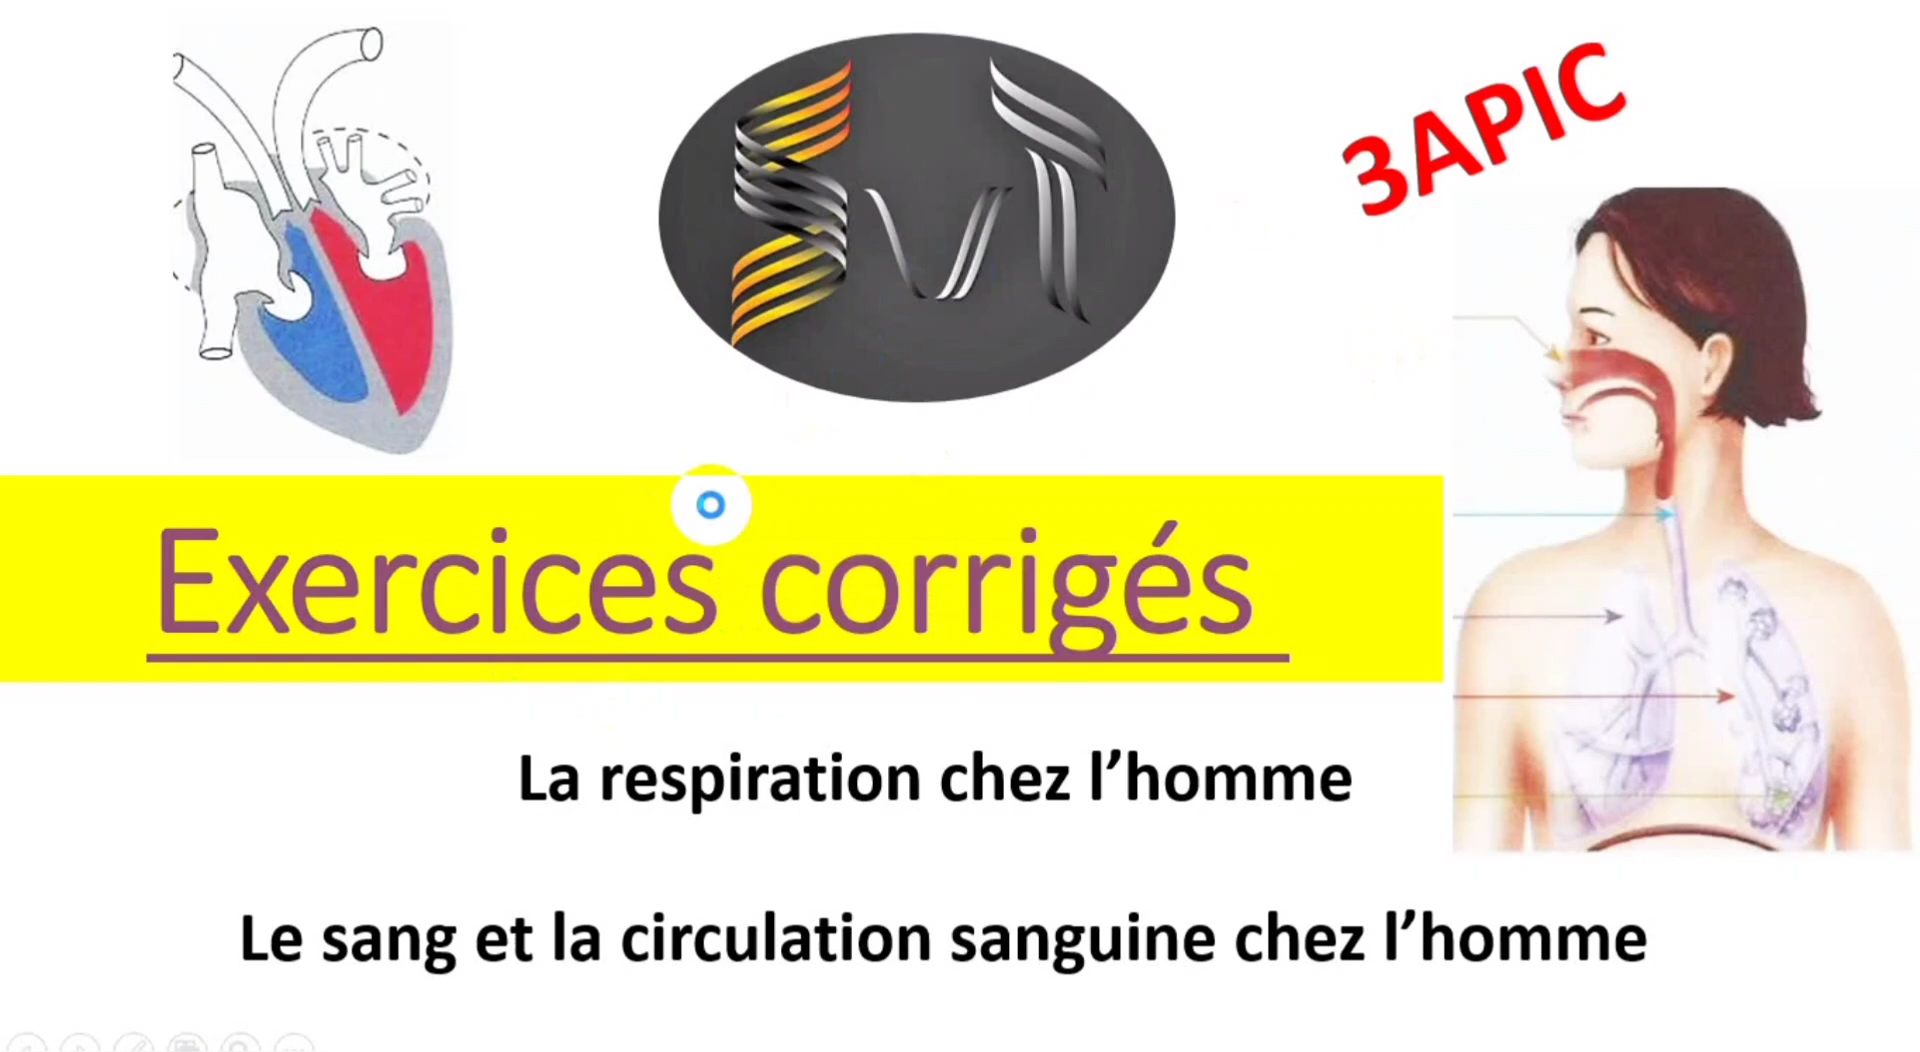 SVT
3APIC
Exercices corrigés
La respiration chez l’homme
Le sang et la circulation sanguine chez l’homme